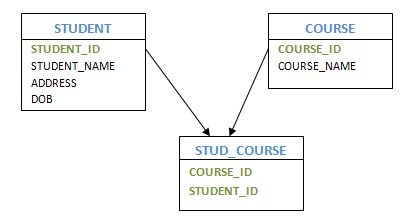 STUDENT
STUDENT_ID
STUDENT_NAME
ADDRESS
DOB
COURSE
COURSE_ID
COURSE_NAME
STUD_COURSE
COURSE_ID
STUDENT_ID